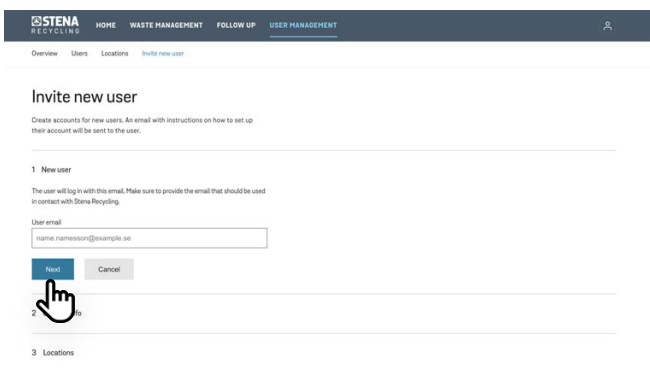 STENA
RECYCLING
HOME WASTE MANAGEMENT FOLLOW UP USER MANAGEMENT
Overview Users Locations Invite new user
Invite new user
Create accounts for new users. An email with instructions on how to set up
their account will be sent to the user.
1 New user
The user will log in with this email. Make sure to provide the email that should be used
in contact with Stena Recycling.
User email
name.namesson@example.se
Next Cancel
2
3 Locations